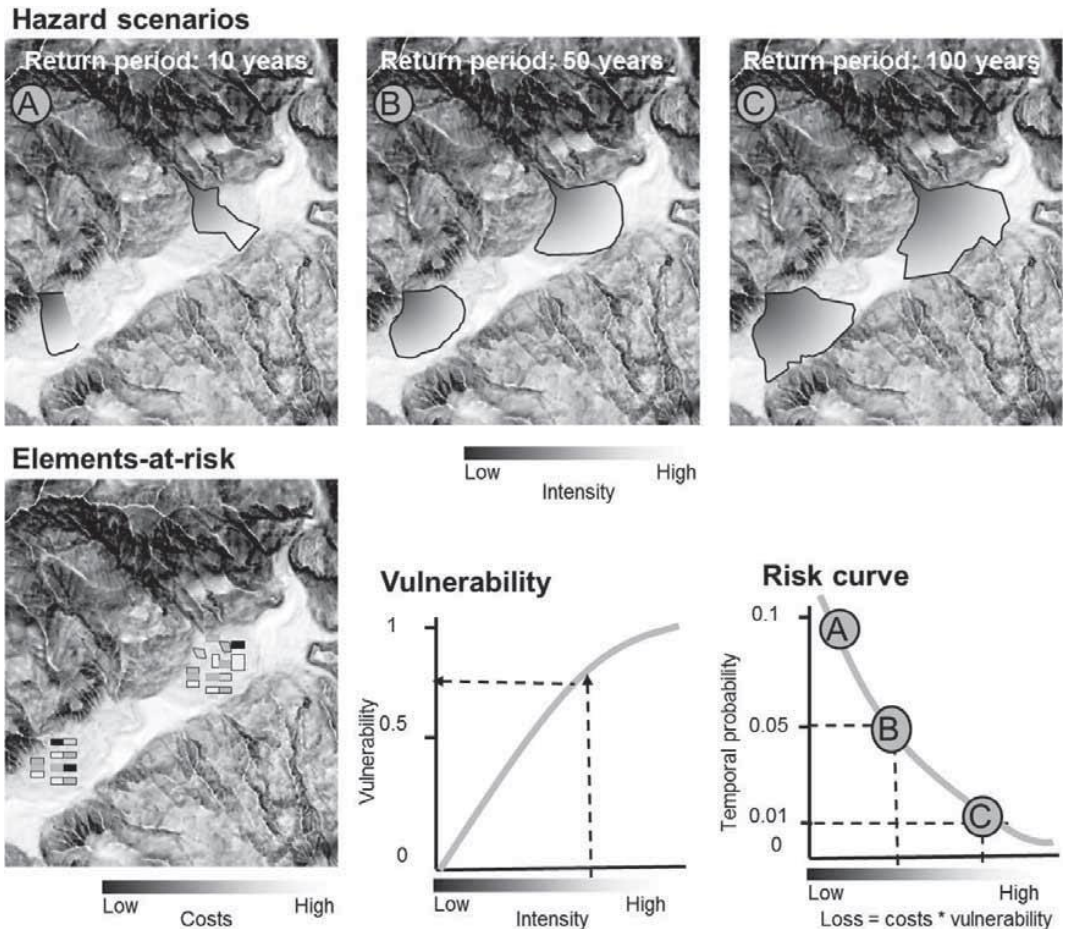 Hazard scenarios
Return period: 10 years
A
Return period: 50 years
B
Return period: 100 years
C
Low High
Intensity
Elements-at-risk
Low High
Costs
Vulnerability
1
0.5
0
Vulnerability
Low High
Intensity
Risk curve
0.1
0.05
0.01
0
Temporal probability
A
B
C
Low High
Loss = costs * vulnerability